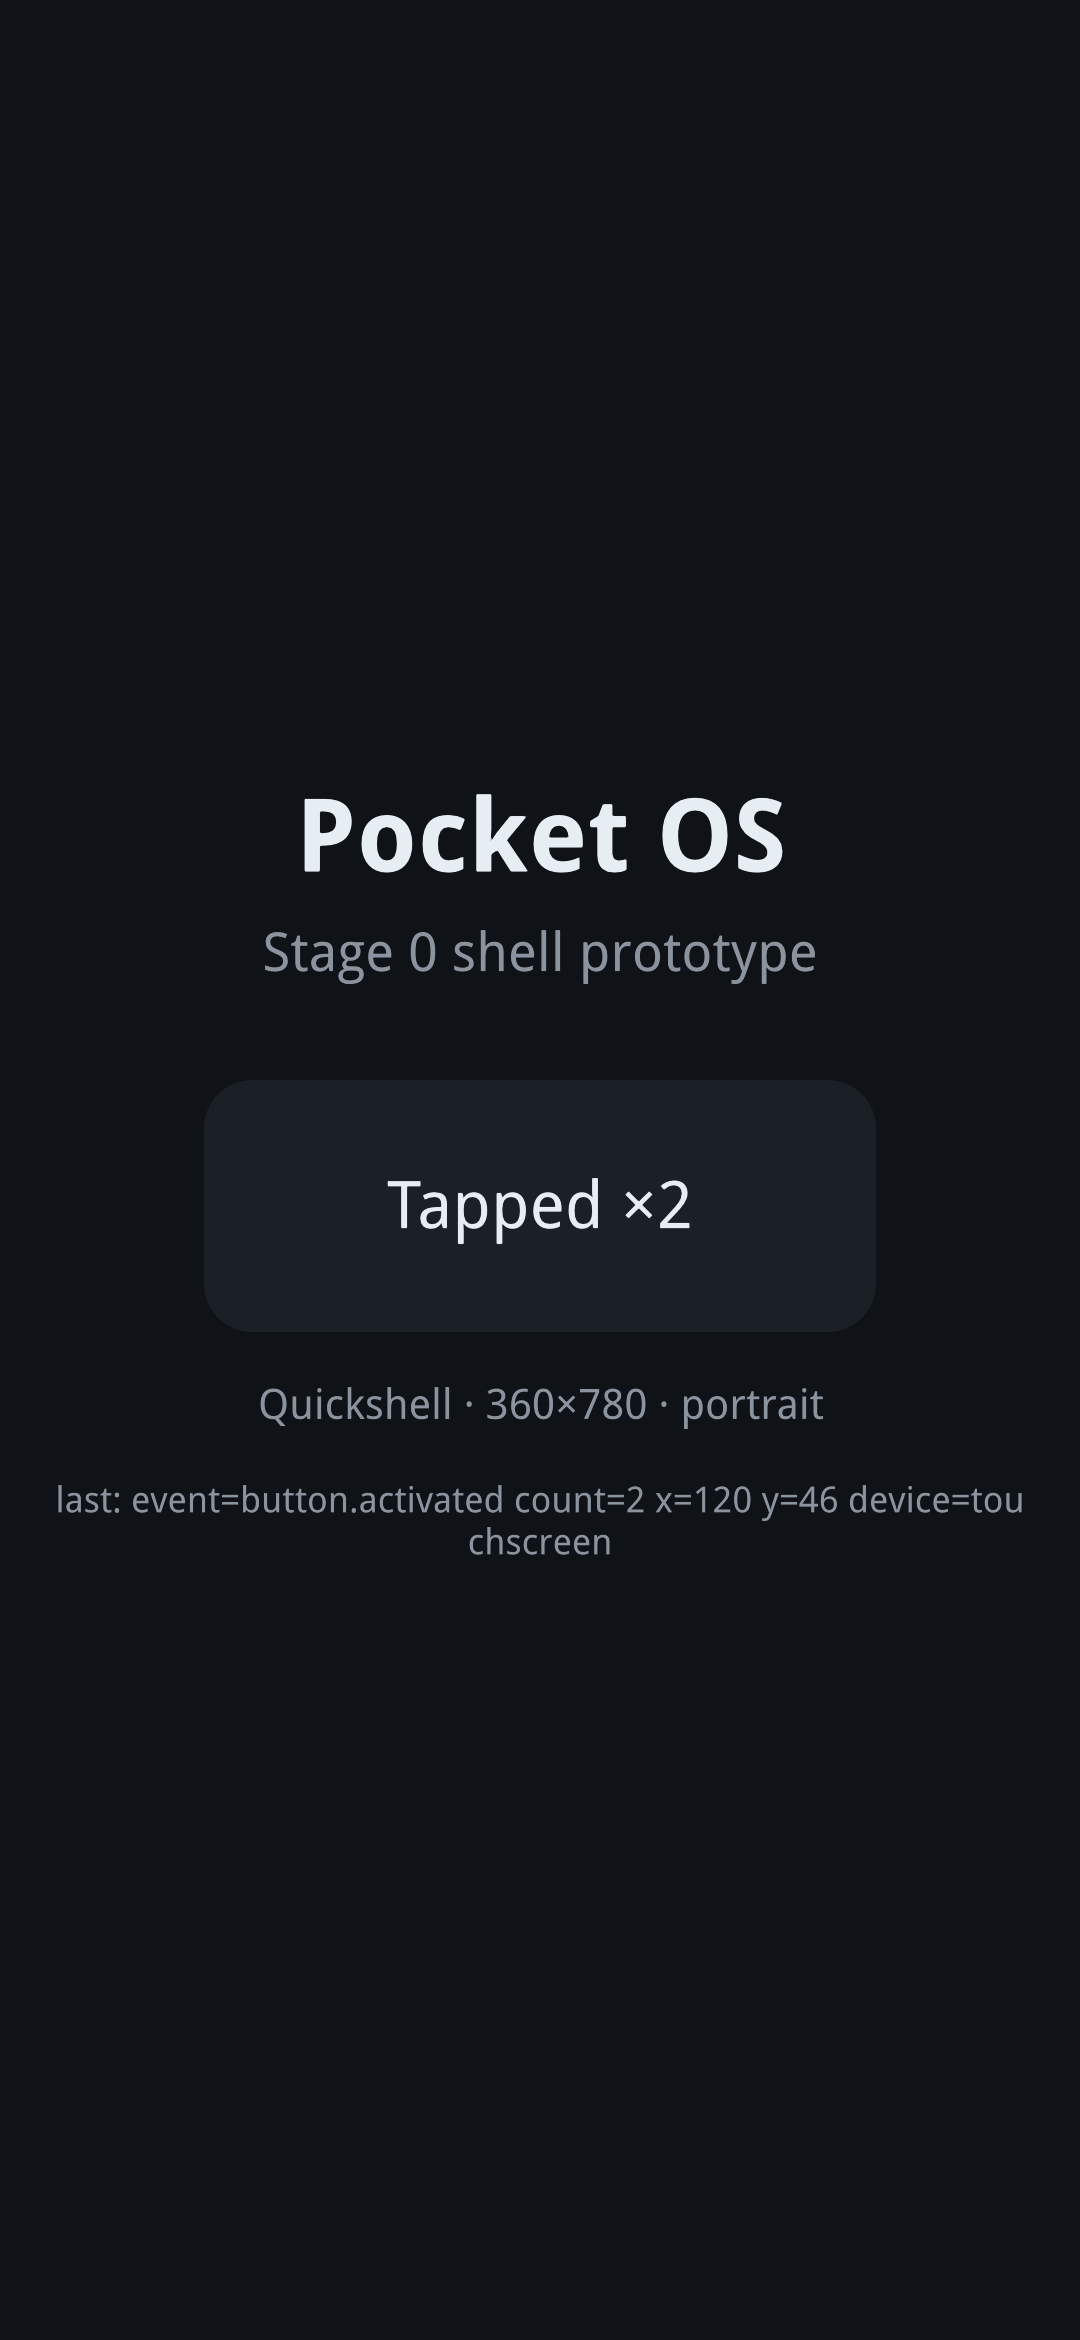 Pocket OS
Stage 0 shell prototype
Tapped ×2
Quickshell · 360×780 · portrait
last: event=button.activated count=2 x=120 y=46 device=tou
chscreen